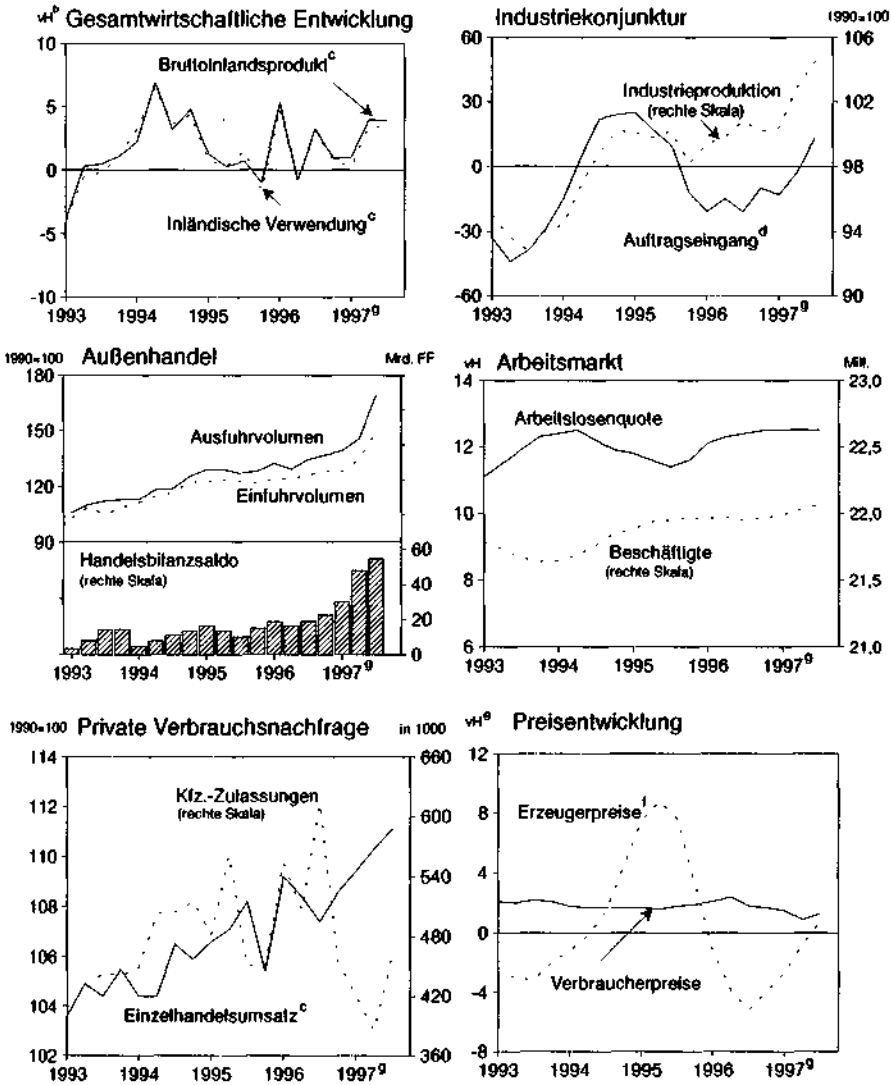 vH^b Gesamtwirtschaftliche Entwicklung
10
5
0
-5
-10
Bruttoinlandsprodukt^c
Inländische Verwendung^c
1993 1994 1995 1996 1997^g
Industriekonjunktur 1990=100
60
30
0
-30
-60
106
102
98
94
90
Industrieproduktion
(rechte Skala)
Auftragseingang^d
1993 1994 1995 1996 1997^g
1990=100 Außenhandel Mrd. FF
180
150
120
90
60
40
20
0
Ausfuhrvolumen
Einfuhrvolumen
Handelsbilanzsaldo
(rechte Skala)
1993 1994 1995 1996 1997^g
vH Arbeitsmarkt Mill.
14
12
10
8
6
23,0
22,5
22,0
21,5
21,0
Arbeitslosenquote
Beschäftigte
(rechte Skala)
1993 1994 1995 1996 1997^g
1990=100 Private Verbrauchsnachfrage in 1000
114
112
110
108
106
104
102
660
600
540
480
420
360
Kfz.-Zulassungen
(rechte Skala)
Einzelhandelsumsatz^c
1993 1994 1995 1996 1997^g
vH^e Preisentwicklung
12
8
4
0
-4
-8
Erzeugerpreise^f
Verbraucherpreise
1993 1994 1995 1996 1997^g